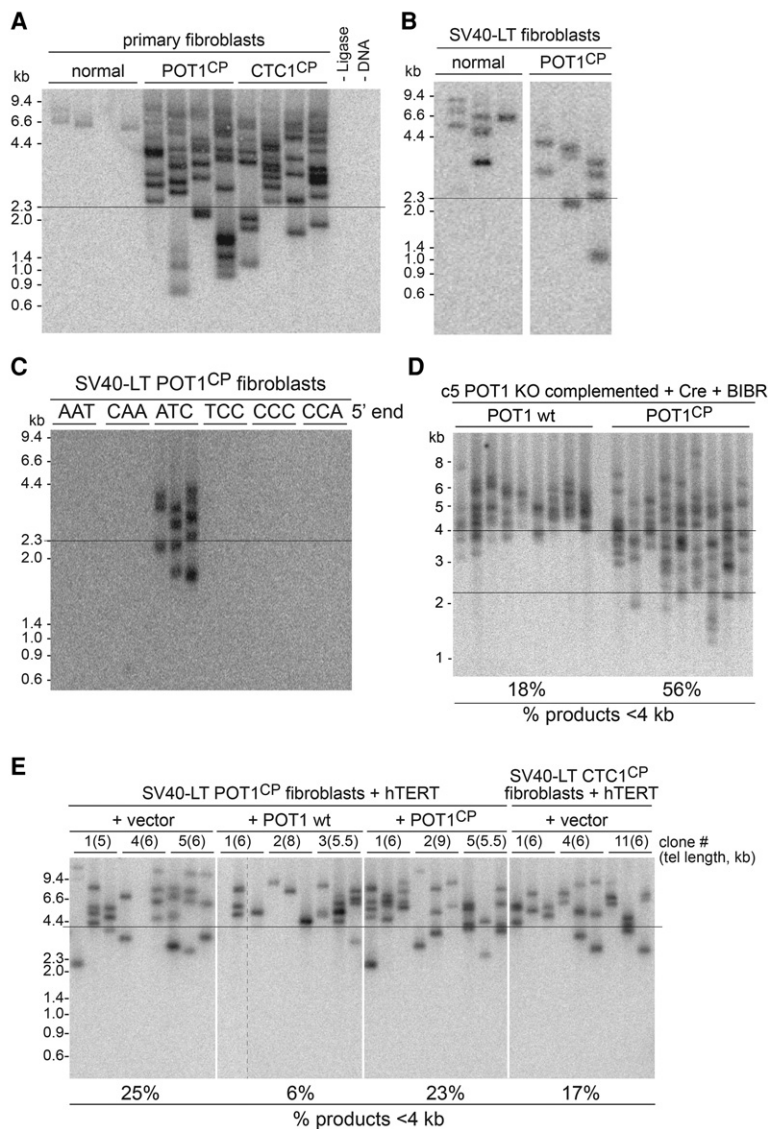 A
primary fibroblasts
normal POT1CP CTC1CP - Ligase - DNA
kb
9.4 -
6.6 -
4.4 -
2.3 -
2.0 -
1.4 -
1.0 -
0.9 -
0.6 -
B
SV40-LT fibroblasts
normal POT1CP
kb
9.4 -
6.6 -
4.4 -
2.3 -
2.0 -
1.4 -
1.0 -
0.9 -
0.6 -
C
SV40-LT POT1CP fibroblasts
AAT CAA ATC TCC CCC CCA 5' end
kb
9.4 -
6.6 -
4.4 -
2.3 -
2.0 -
1.4 -
1.0 -
0.9 -
0.6 -
D
c5 POT1 KO complemented + Cre + BIBR
POT1 wt POT1CP
kb
8 -
6 -
5 -
4 -
3 -
2 -
1 -
18% 56%
% products <4 kb
E
SV40-LT POT1CP fibroblasts + hTERT
SV40-LT CTC1CP
fibroblasts + hTERT
+ vector + POT1 wt + POT1CP + vector
1(5) 4(6) 5(6) 1(6) 2(8) 3(5.5) 1(6) 2(9) 5(5.5) 1(6) 4(6) 11(6) clone #
(tel length, kb)
9.4-
6.6-
4.4-
2.3-
2.0-
1.4-
1.0-
0.9-
0.6-
25% 6% 23% 17%
% products <4 kb